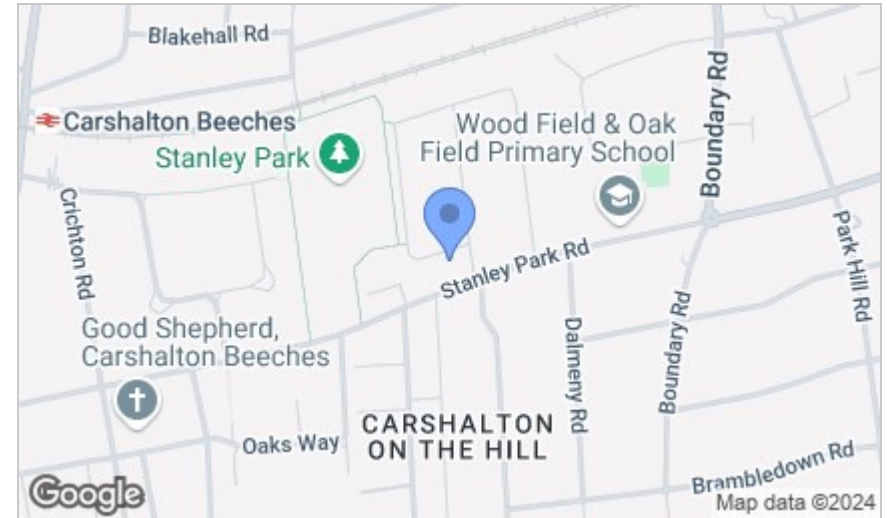 Blakehall Rd
Carshalton Beeches
Stanley Park
Wood Field & Oak
Field Primary School
Boundary Rd
Crichton Rd
Stanley Park Rd
Park Hill Rd
Good Shepherd,
Carshalton Beeches
Dalmeny Rd
Boundary Rd
CARSHALTON
ON THE HILL
Oaks Way
Brambledown Rd
Google
Map data ©2024